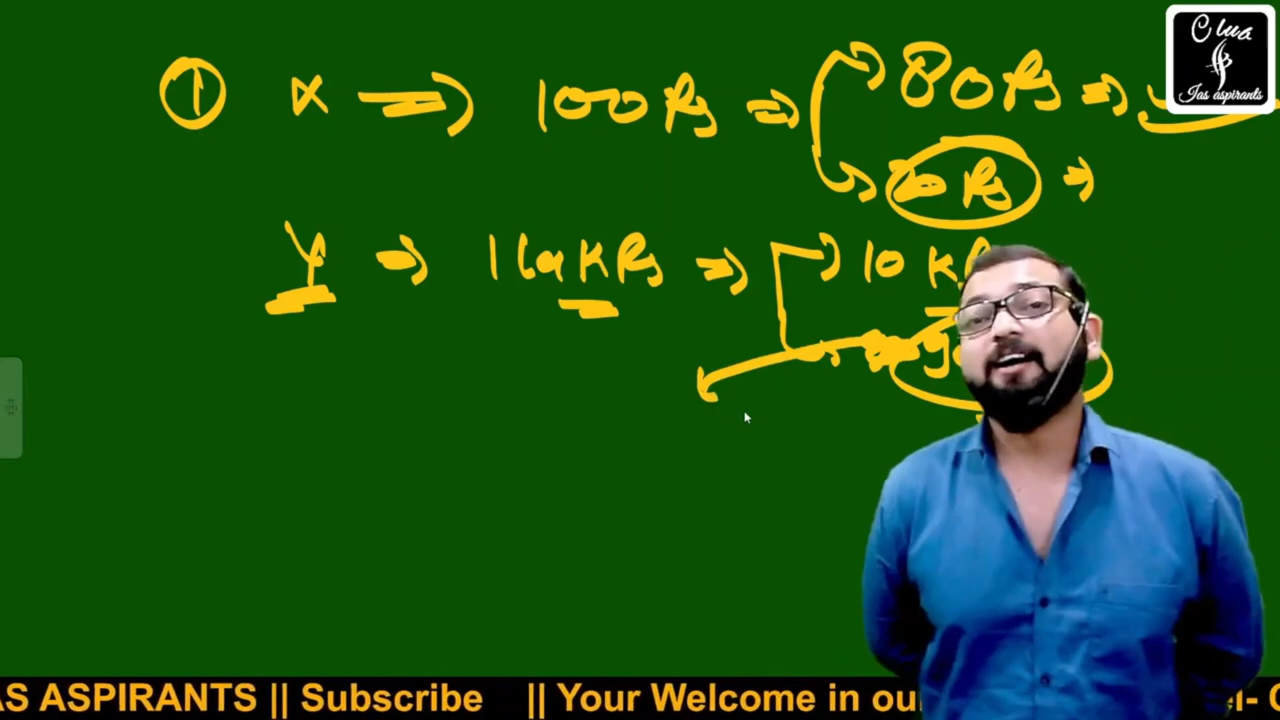 ① X ⇒ 100 Rs ⇒ 80 Rs ⇒
20 Rs ⇒
Y ⇒ 1 lakh Rs ⇒ 10 k
C lua
Ias aspirants
AS ASPIRANTS || Subscribe || Your Welcome in ou